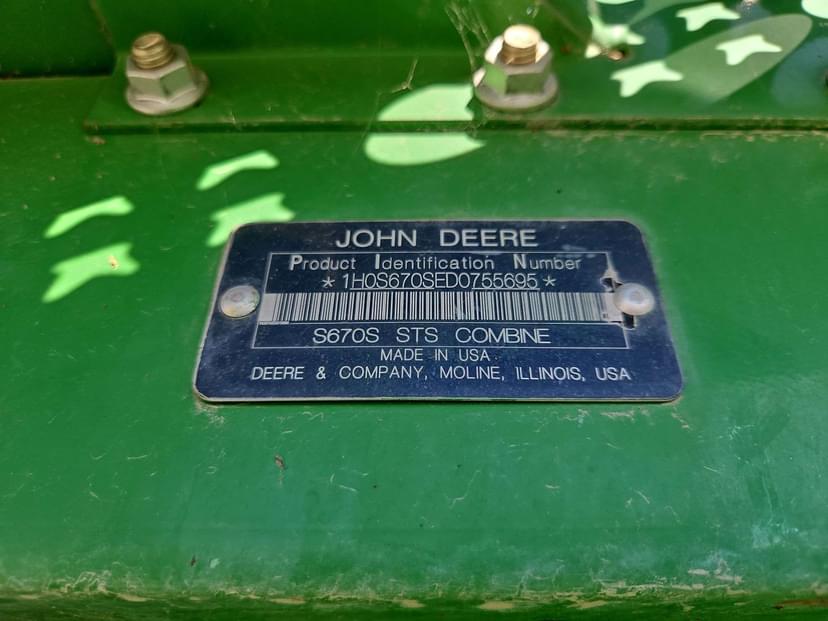 JOHN DEERE
Product Identification Number
*1H0S670SED0755695*
S670S STS COMBINE
MADE IN USA
DEERE & COMPANY, MOLINE, ILLINOIS, USA